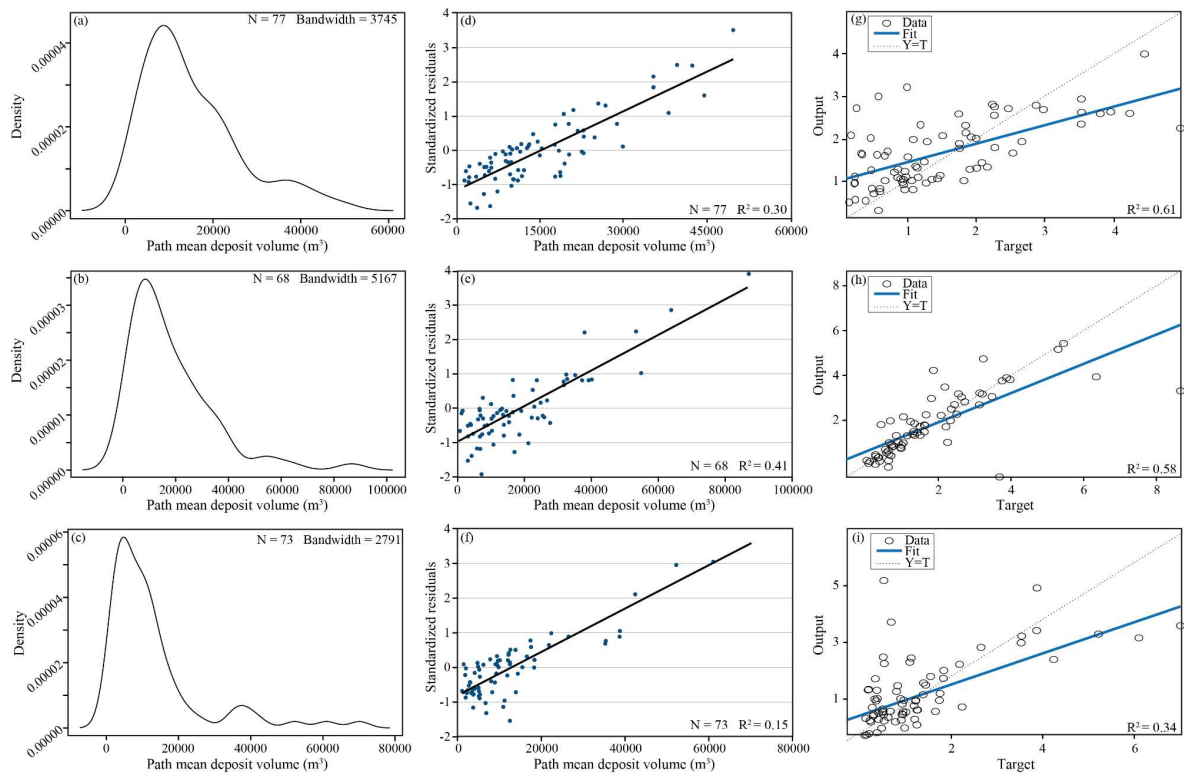 (a)
N = 77 Bandwidth = 3745
Density
0.00004
0.00002
0.00000
0 20000 40000 60000
Path mean deposit volume (m³)
(d)
Standardized residuals
4
3
2
1
0
-1
-2
N = 77 R² = 0.30
0 15000 30000 45000 60000
Path mean deposit volume (m³)
(g)
Data
Fit
Y=T
Output
4
3
2
1
R² = 0.61
1 2 3 4
Target
(b)
N = 68 Bandwidth = 5167
Density
0.00003
0.00002
0.00001
0.00000
0 20000 40000 60000 80000 100000
Path mean deposit volume (m³)
(e)
Standardized residuals
4
3
2
1
0
-1
-2
N = 68 R² = 0.41
0 20000 40000 60000 80000 100000
Path mean deposit volume (m³)
(h)
Data
Fit
Y=T
Output
8
6
4
2
R² = 0.58
2 4 6 8
Target
(c)
N = 73 Bandwidth = 2791
Density
0.00006
0.00004
0.00002
0.00000
0 20000 40000 60000 80000
Path mean deposit volume (m³)
(f)
Standardized residuals
4
3
2
1
0
-1
-2
N = 73 R² = 0.15
0 20000 40000 60000 80000
Path mean deposit volume (m³)
(i)
Data
Fit
Y=T
Output
5
3
1
R² = 0.34
2 4 6
Target